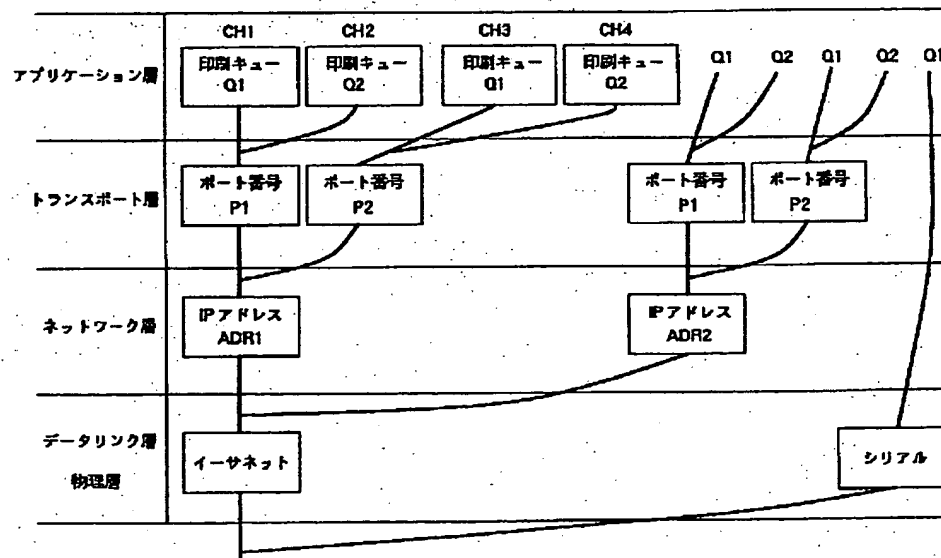 CH1 CH2 CH3 CH4
アプリケーション層
印刷キュー 印刷キュー 印刷キュー 印刷キュー
Q1 Q2 Q1 Q2
Q1 Q2 Q1 Q2 Q1
トランスポート層
ポート番号 ポート番号 ポート番号 ポート番号
P1 P2 P1 P2
ネットワーク層
IPアドレス IPアドレス
ADR1 ADR2
データリンク層
物理層
イーサネット シリアル